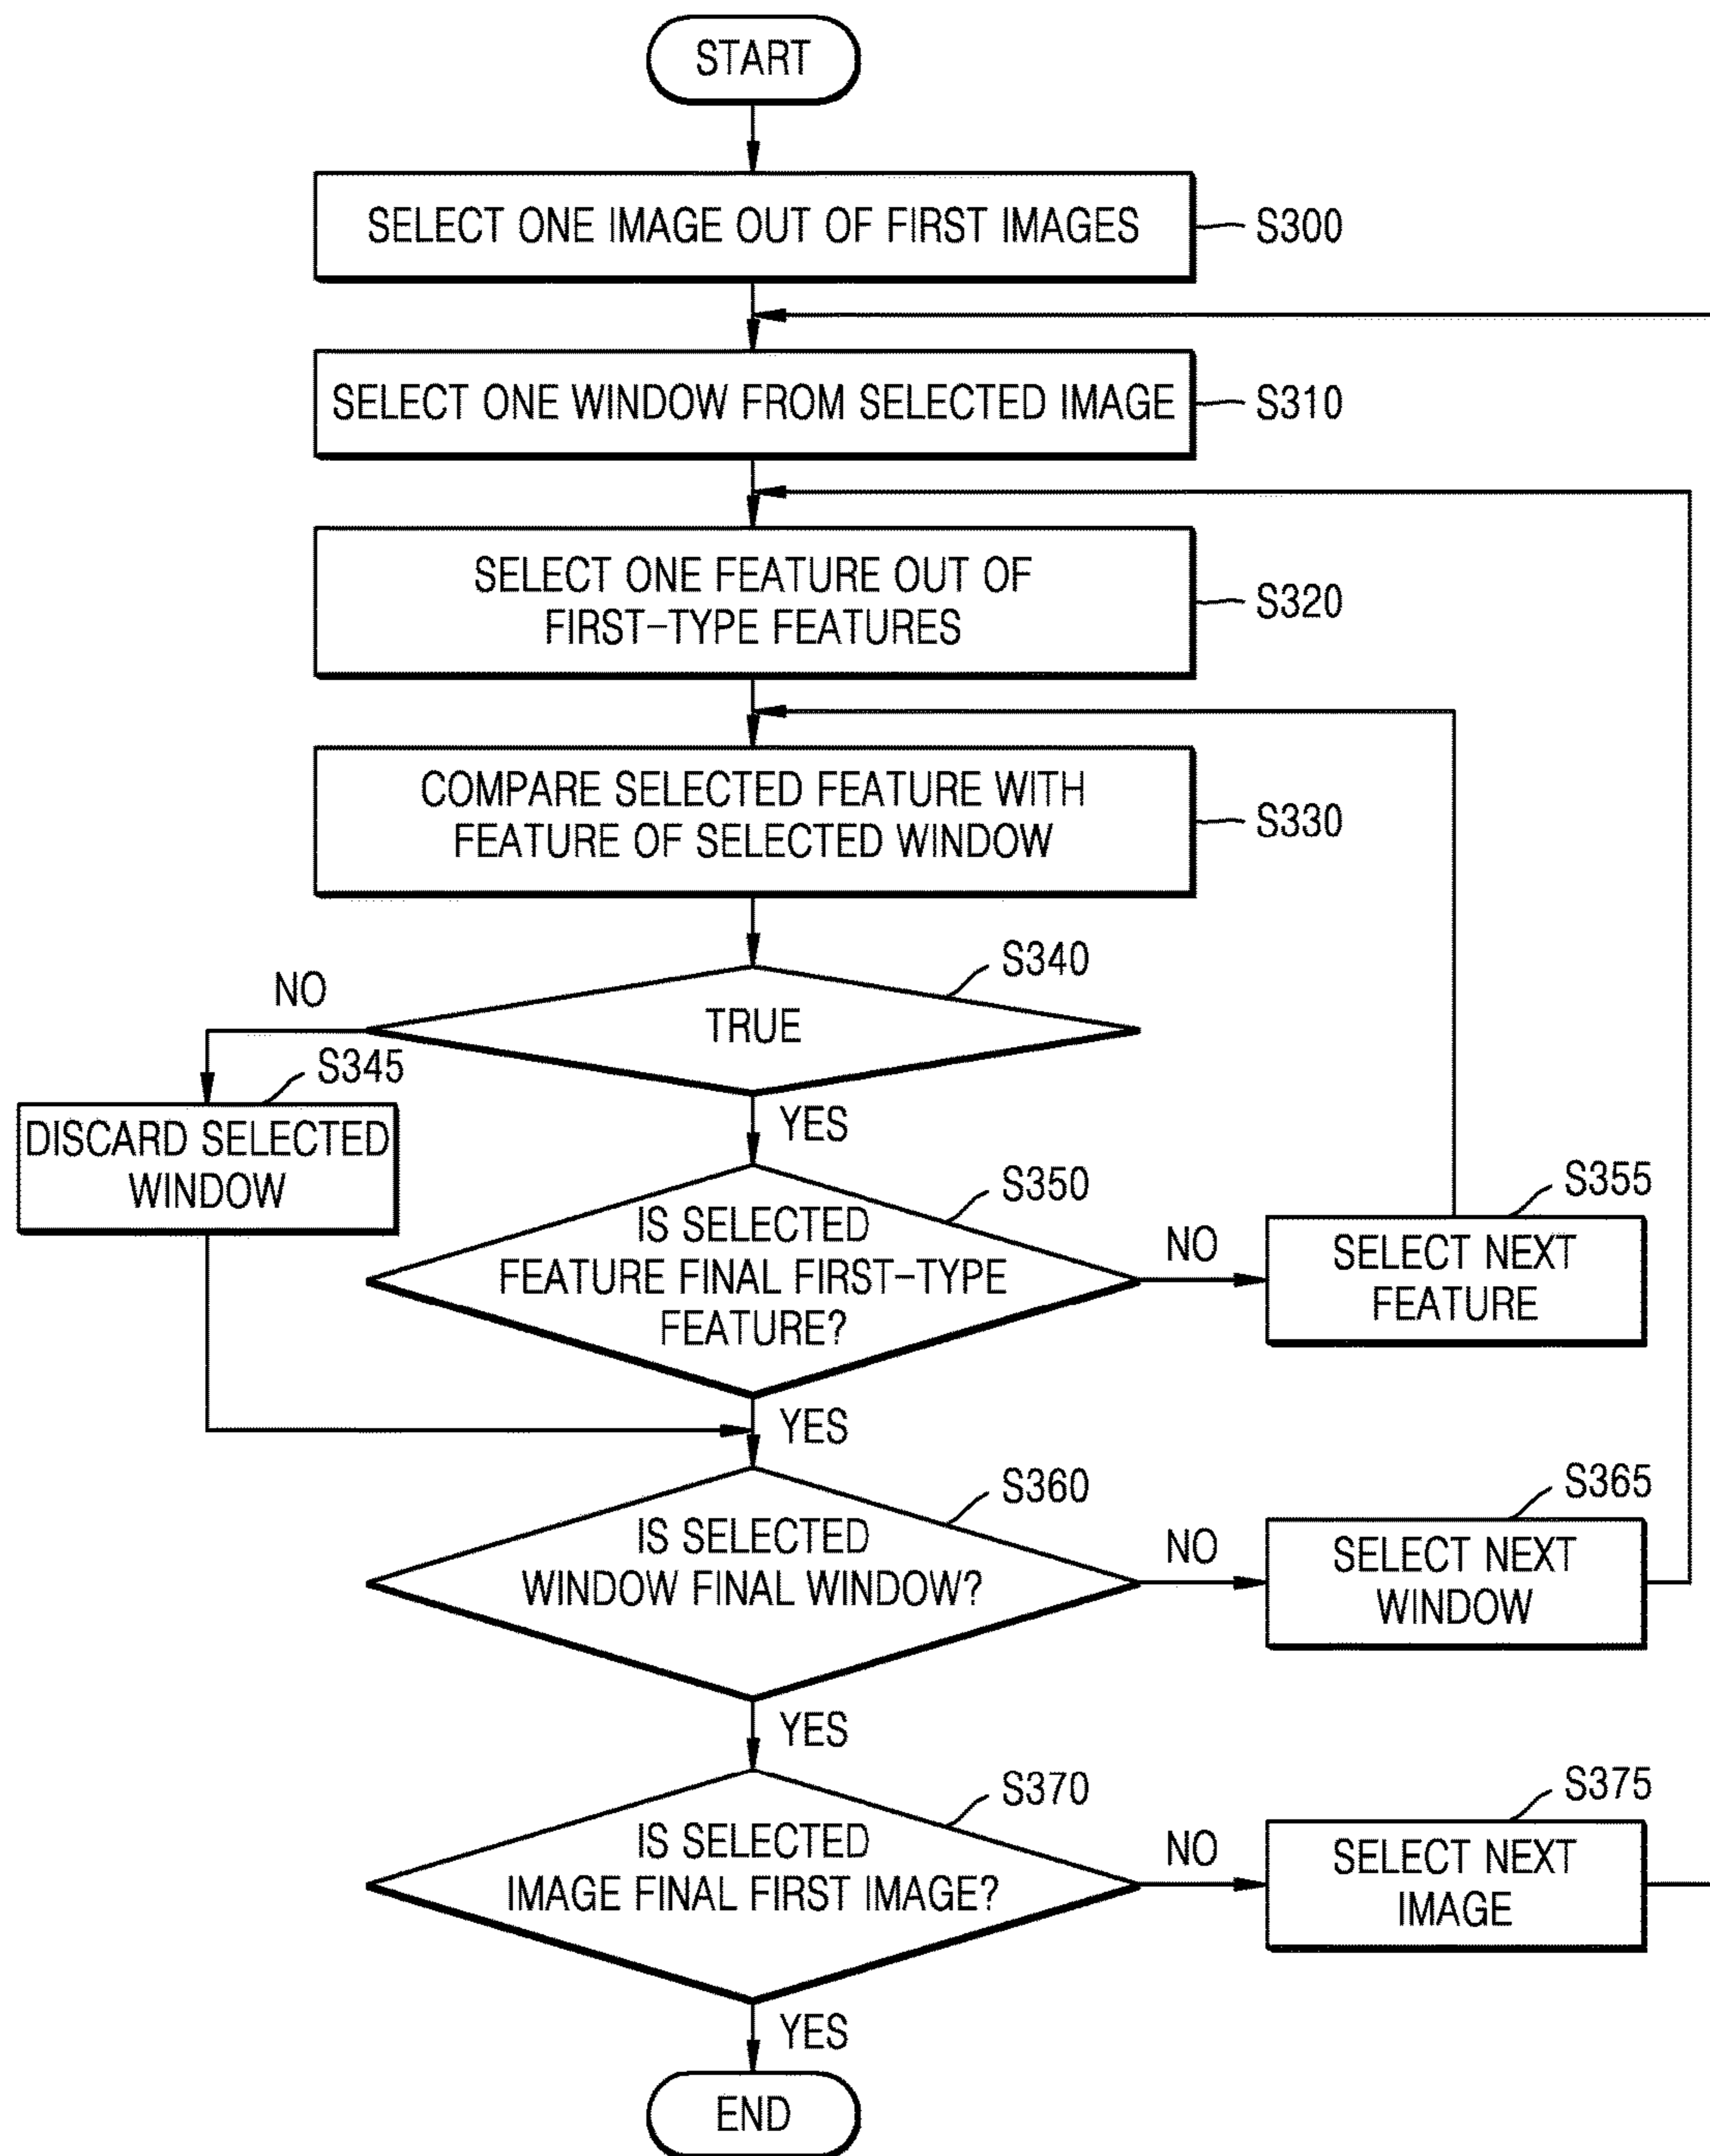 START
SELECT ONE IMAGE OUT OF FIRST IMAGES
S300
SELECT ONE WINDOW FROM SELECTED IMAGE
S310
SELECT ONE FEATURE OUT OF
FIRST-TYPE FEATURES
S320
COMPARE SELECTED FEATURE WITH
FEATURE OF SELECTED WINDOW
S330
S340
NO
TRUE
S345
DISCARD SELECTED
WINDOW
YES
S350
IS SELECTED
FEATURE FINAL FIRST-TYPE
FEATURE?
NO
S355
SELECT NEXT
FEATURE
YES
S360
IS SELECTED
WINDOW FINAL WINDOW?
NO
S365
SELECT NEXT
WINDOW
YES
S370
IS SELECTED
IMAGE FINAL FIRST IMAGE?
NO
S375
SELECT NEXT
IMAGE
YES
END